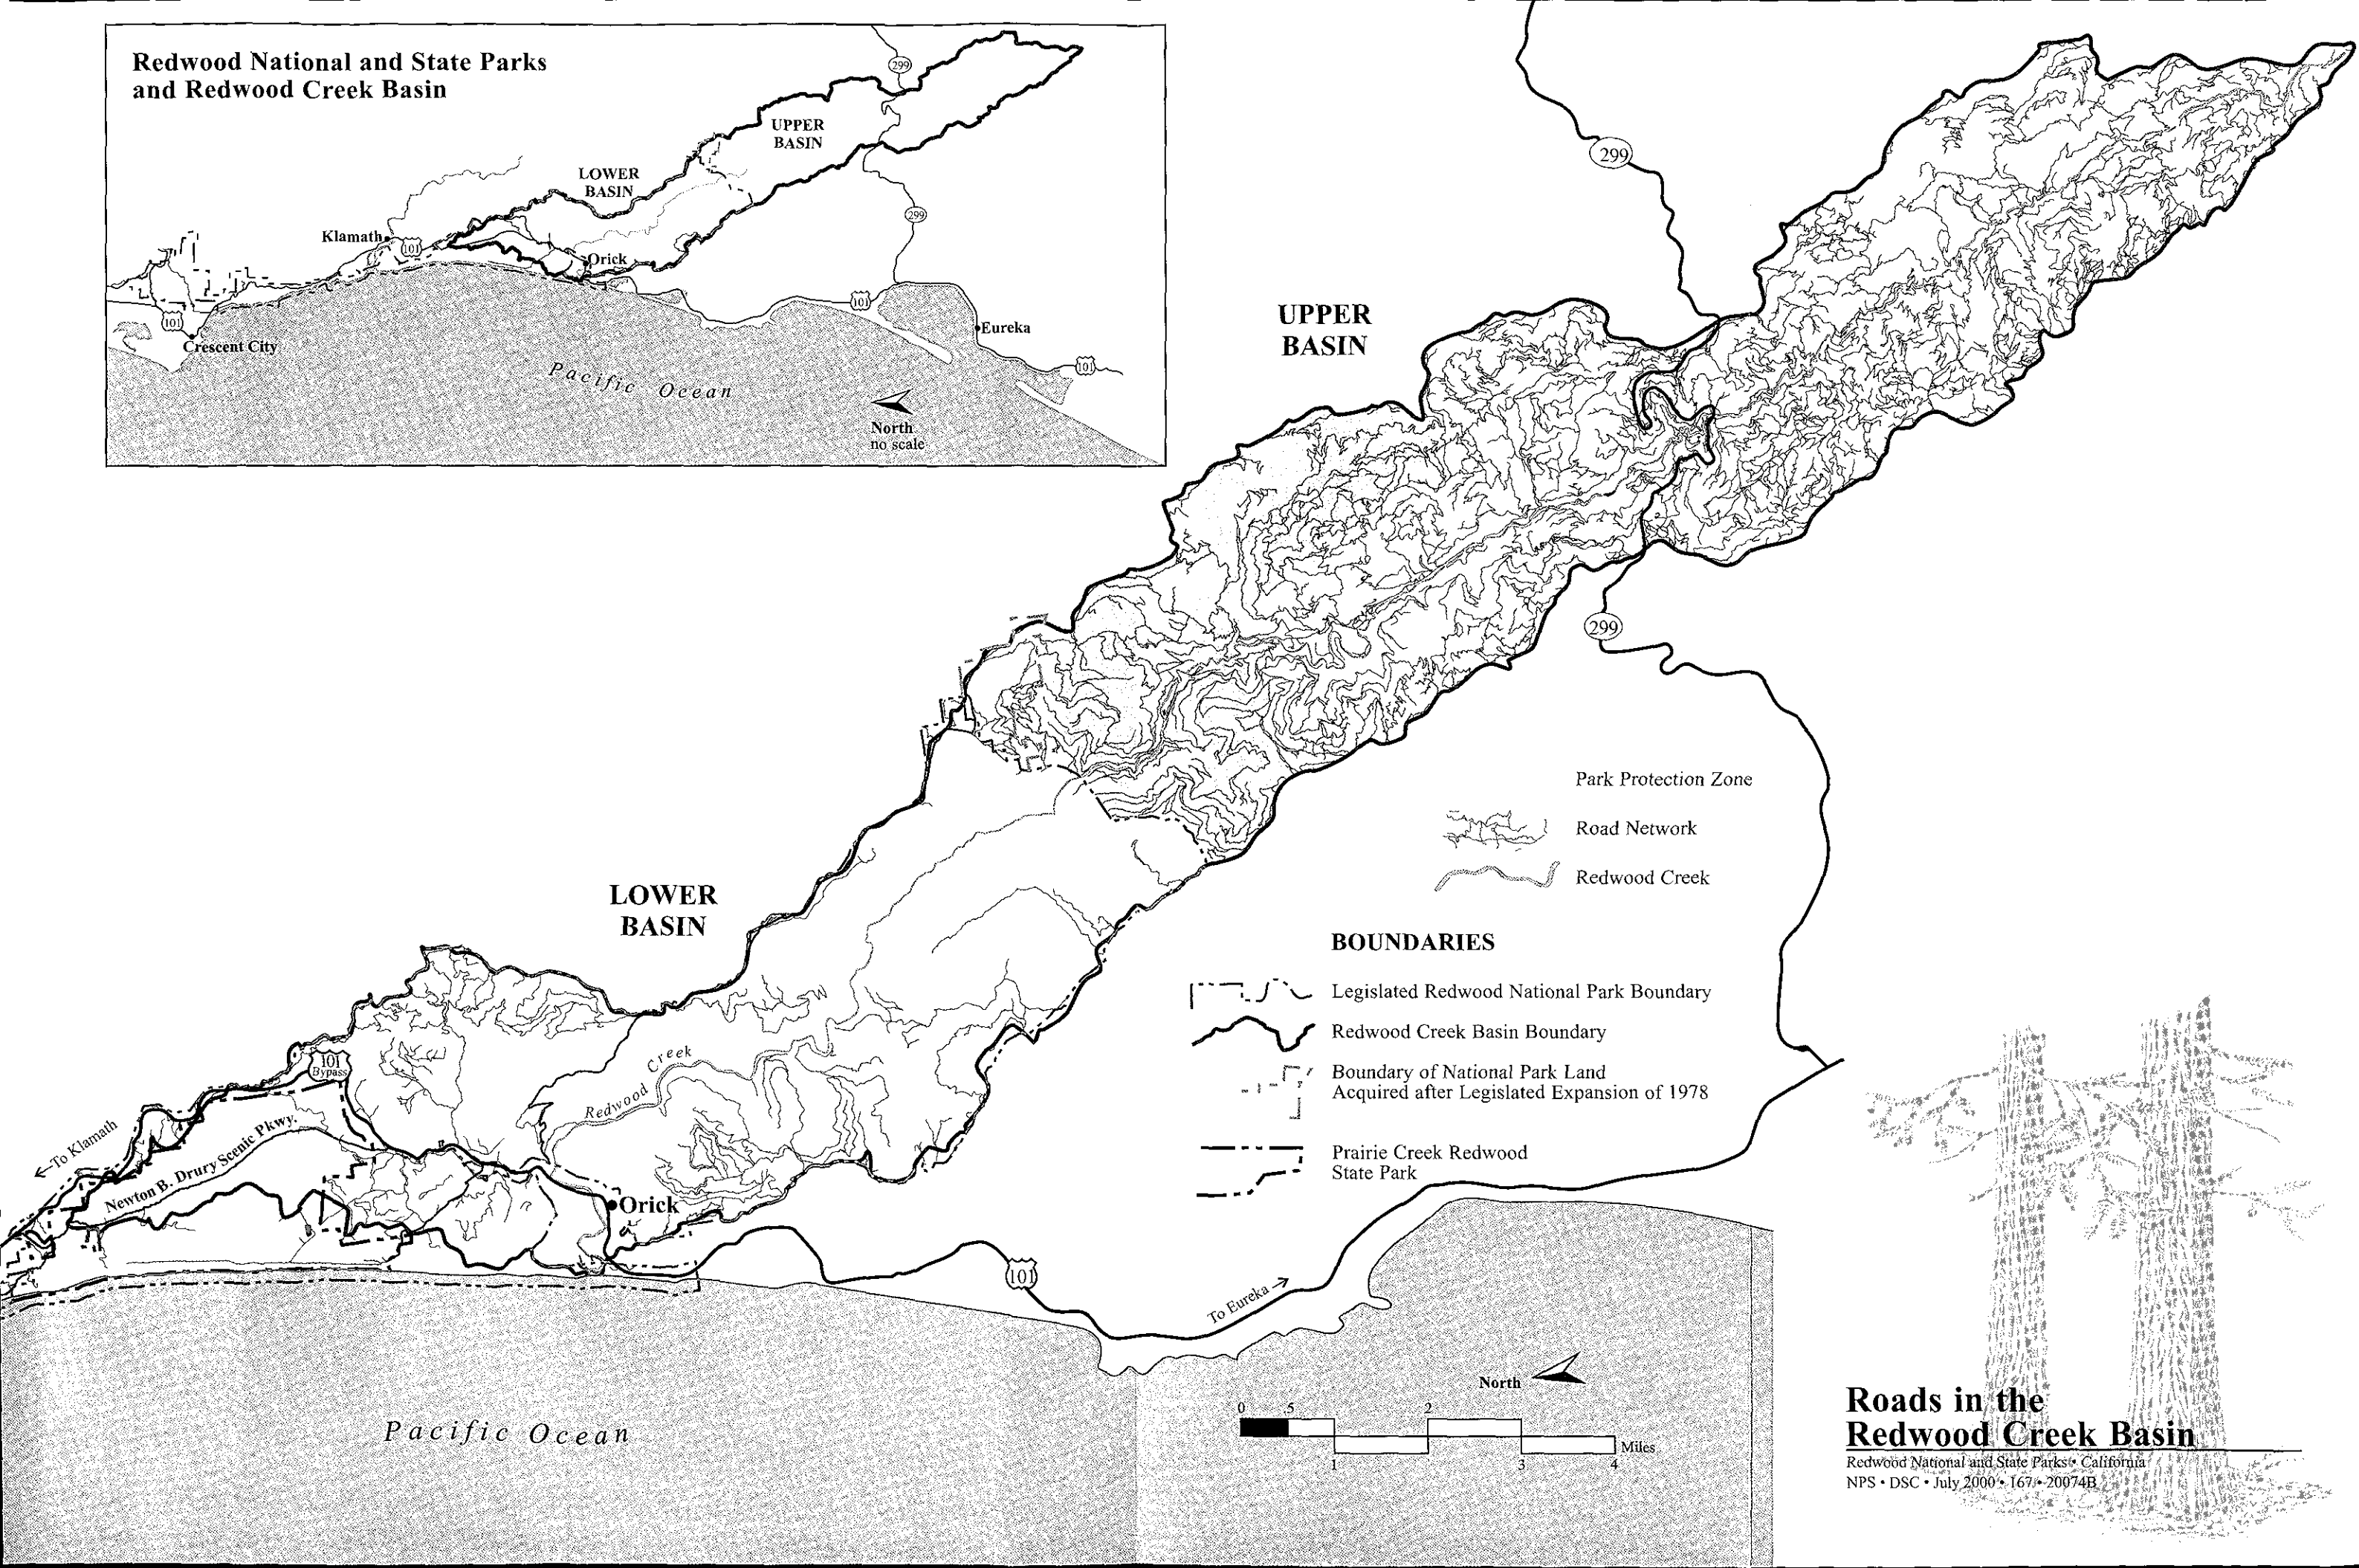 Redwood National and State Parks
and Redwood Creek Basin
299
UPPER
BASIN
LOWER
BASIN
299
Klamath
101
Orick
101
101
Eureka
Crescent City
101
Pacific Ocean
North
no scale
299
UPPER
BASIN
299
Park Protection Zone
Road Network
Redwood Creek
LOWER
BASIN
BOUNDARIES
Legislated Redwood National Park Boundary
Redwood Creek Basin Boundary
Boundary of National Park Land
Acquired after Legislated Expansion of 1978
Prairie Creek Redwood
State Park
101
Bypass
Redwood Creek
←To Klamath
Newton B. Drury Scenic Pkwy.
Orick
101
To Eureka→
North
0 .5 2
Miles
1 3 4
Pacific Ocean
Roads in the
Redwood Creek Basin
Redwood National and State Parks • California
NPS • DSC • July 2000 • 167 • 20074B